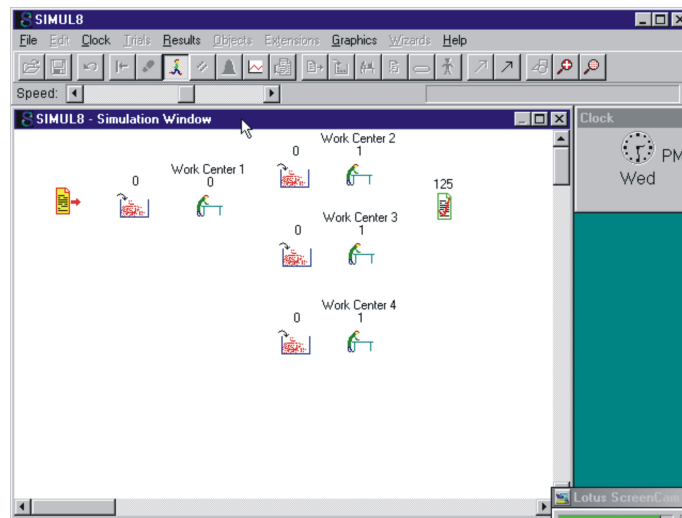 SIMUL8
File Edit Clock Trials Results Objects Extensions Graphics Wizards Help
Speed:
SIMUL8 - Simulation Window
Clock
PM
Wed
Work Center 2
0 1
Work Center 1
0 0
125
Work Center 3
0 1
Work Center 4
0 1
Lotus ScreenCam